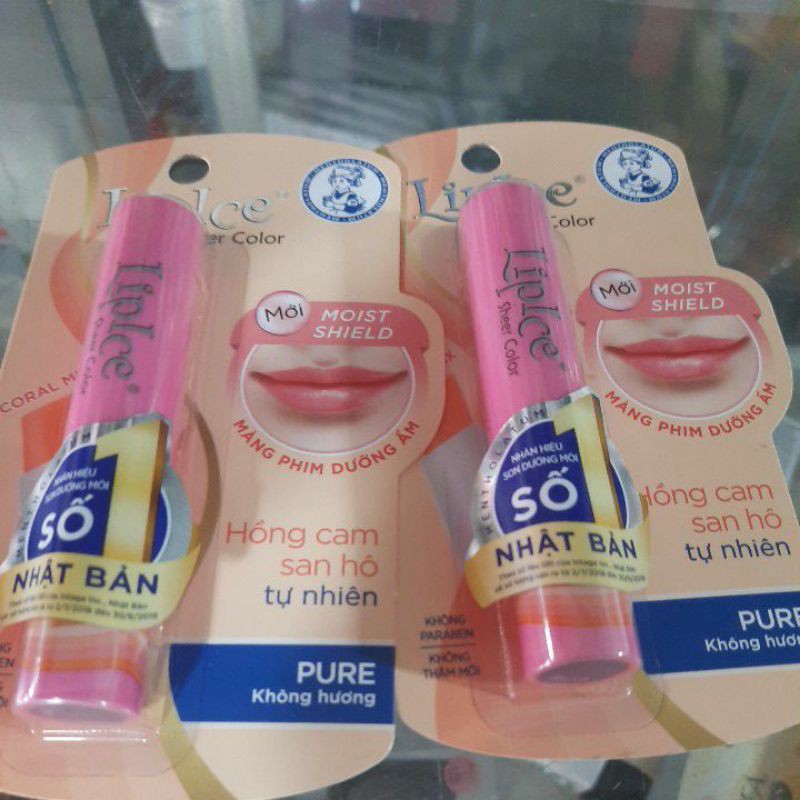 LipIce®
Sheer Color
LipIce®
Sheer Color
Mới
MOIST
SHIELD
MÀNG PHIM DƯỠNG ẨM
MENTHOLATUM
NHÃN HIỆU
SON DƯỠNG MÔI
SỐ 1
NHẬT BẢN
Hồng cam
san hô
tự nhiên
PURE
Không hương
LipIce®
Color
LipIce®
Sheer Color
Mới
MOIST
SHIELD
MÀNG PHIM DƯỠNG ẨM
MENTHOLATUM
NHÃN HIỆU
SON DƯỠNG MÔI
SỐ 1
NHẬT BẢN
Hồng cam
san hô
tự nhiên
KHÔNG
PARABEN
KHÔNG
THÂM MÔI
PURE
Không hương